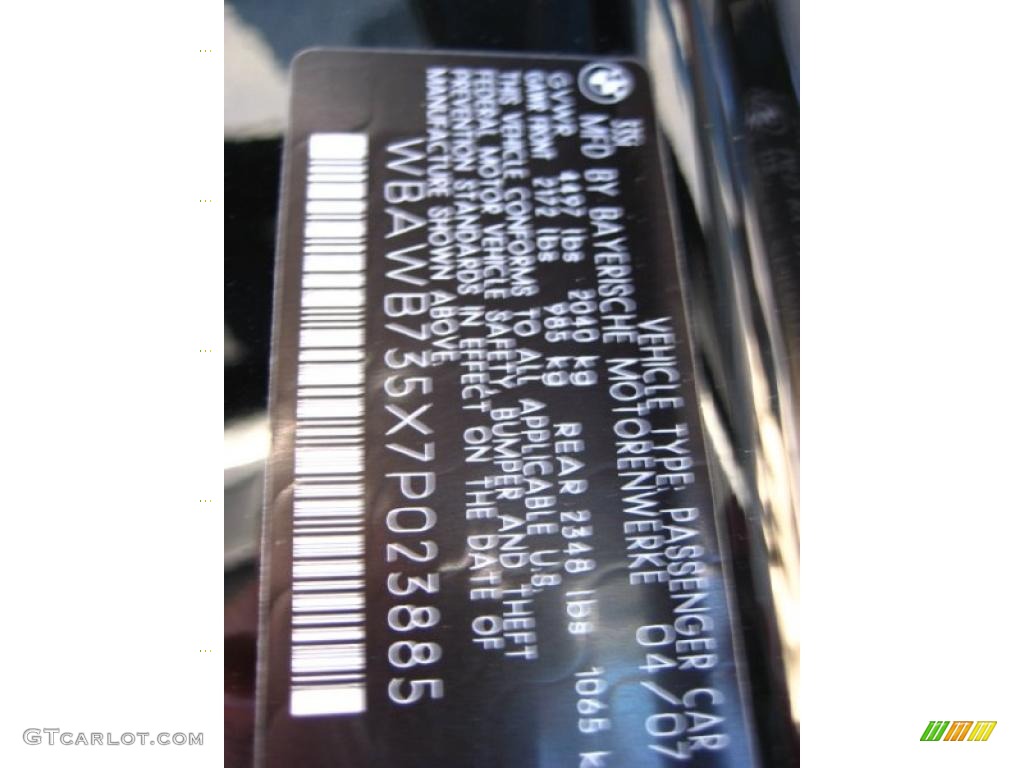 VEHICLE TYPE: PASSENGER CAR
MFD BY BAYERISCHE MOTORENWERKE 04/07
GVWR 4497 lbs 2040 kg
GAWR FRONT 2172 lbs 985 kg REAR 2348 lbs 1065 k
THIS VEHICLE CONFORMS TO ALL APPLICABLE U.S.
FEDERAL MOTOR VEHICLE SAFETY, BUMPER AND THEFT
PREVENTION STANDARDS IN EFFECT ON THE DATE OF
MANUFACTURE SHOWN ABOVE.
WBAWB735X7P023885
GTCARLOT.COM